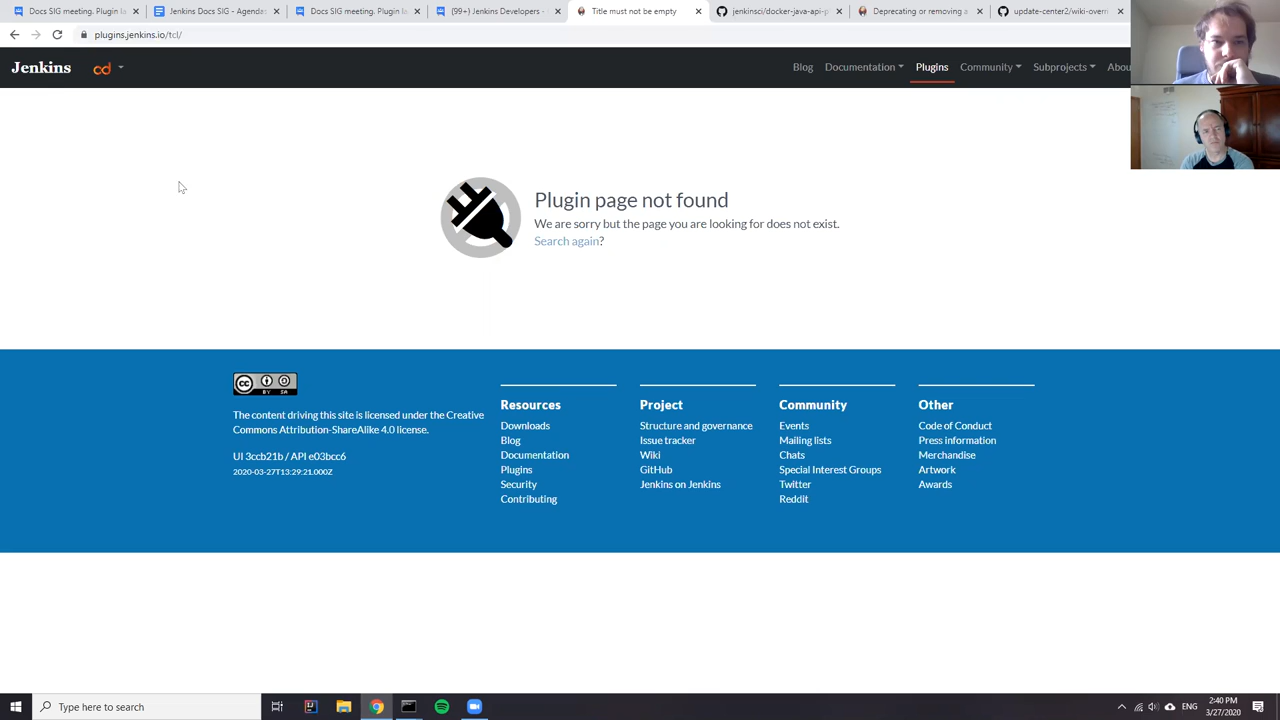 Docs SIG meeting. Plugin la
Jenkins Docs SIG - Agendas
Docs SIG meeting. Plugin la
(99+) Jenkins Developers -
Title must not be empty
jenkinsci/docker-java-api-p
Deprecating or removing a
update-center2/wiki-overr
plugins.jenkins.io/tcl/
Jenkins
cd
Blog
Documentation
Plugins
Community
Subprojects
Abou
Plugin page not found
We are sorry but the page you are looking for does not exist.
Search again?
CC BY SA
The content driving this site is licensed under the Creative
Commons Attribution-ShareAlike 4.0 license.
UI 3ccb21b / API e03bcc6
2020-03-27T13:29:21.000Z
Resources
Downloads
Blog
Documentation
Plugins
Security
Contributing
Project
Structure and governance
Issue tracker
Wiki
GitHub
Jenkins on Jenkins
Community
Events
Mailing lists
Chats
Special Interest Groups
Twitter
Reddit
Other
Code of Conduct
Press information
Merchandise
Artwork
Awards
Type here to search
ENG
2:40 PM
3/27/2020